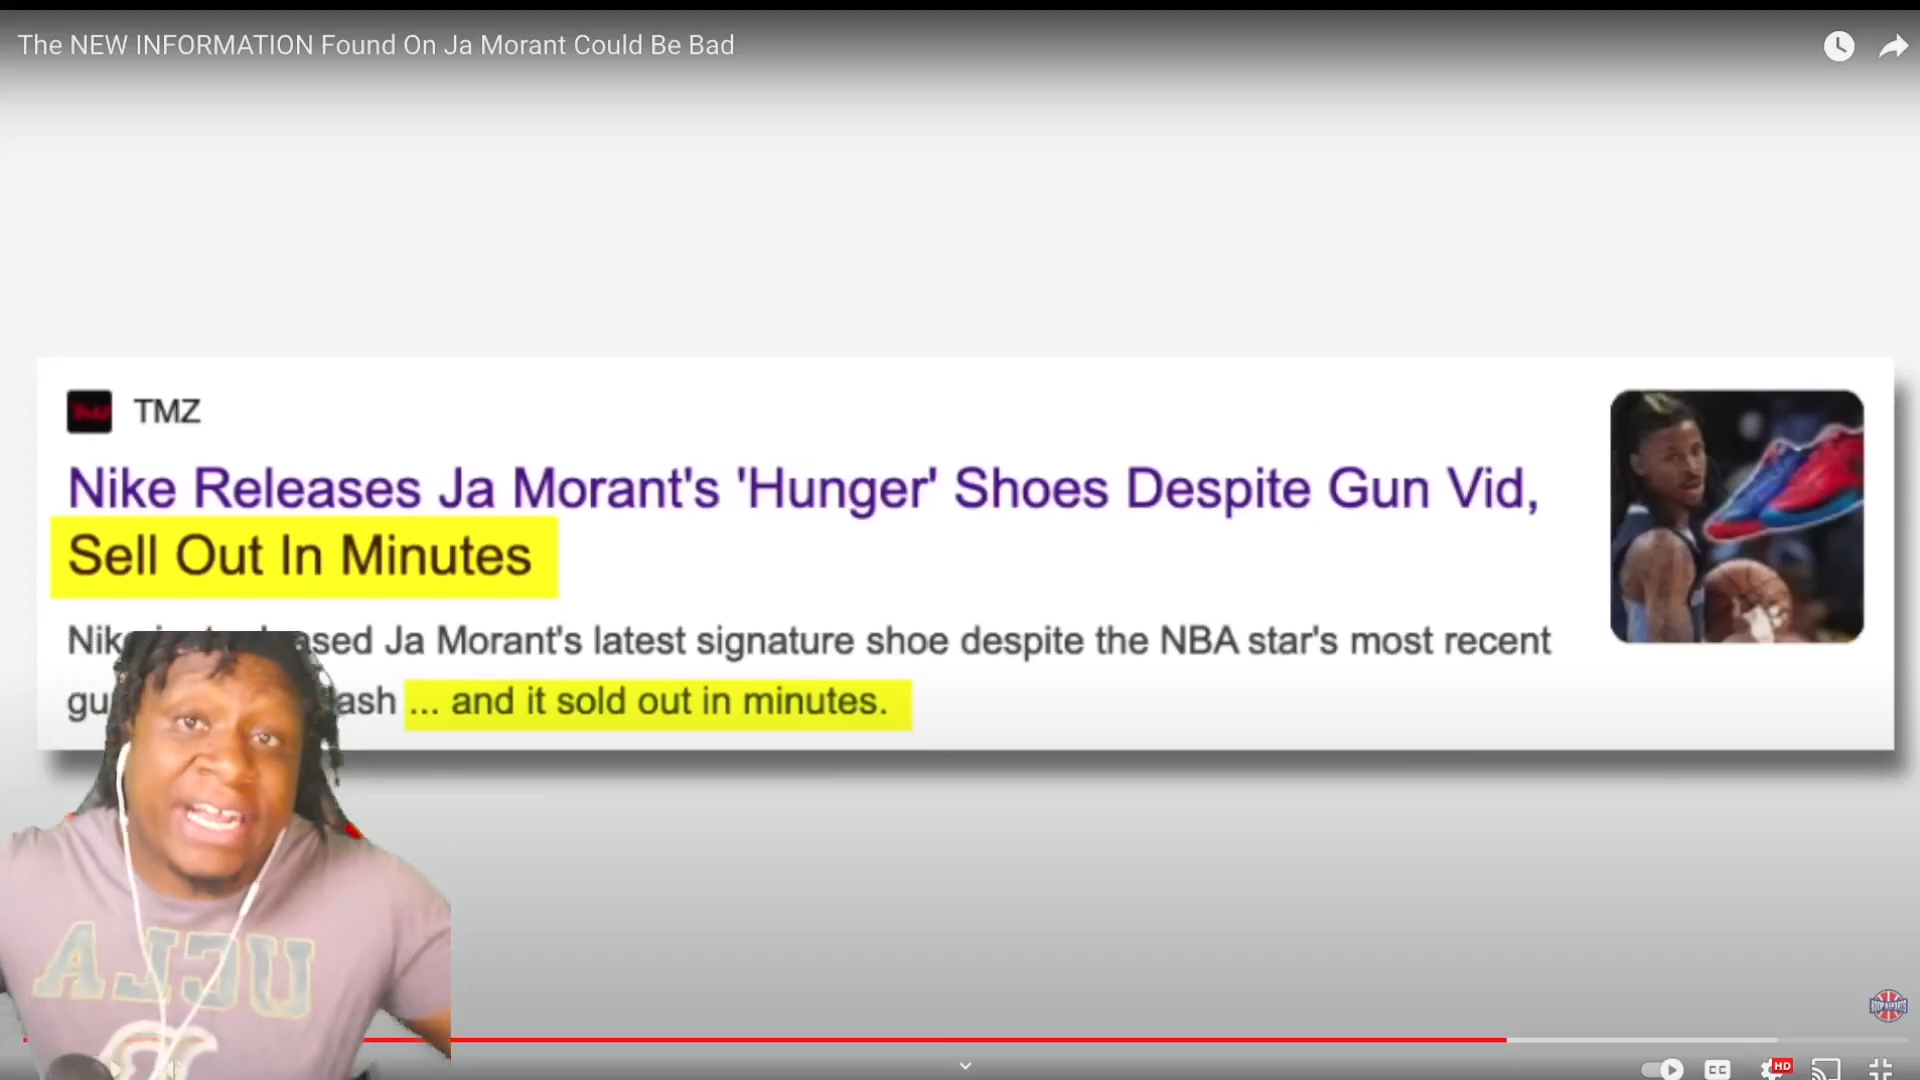 The NEW INFORMATION Found On Ja Morant Could Be Bad
TMZ
Nike Releases Ja Morant's 'Hunger' Shoes Despite Gun Vid,
Sell Out In Minutes
Ja Morant's latest signature shoe despite the NBA star's most recent
... and it sold out in minutes.
UCLA
CC
HD